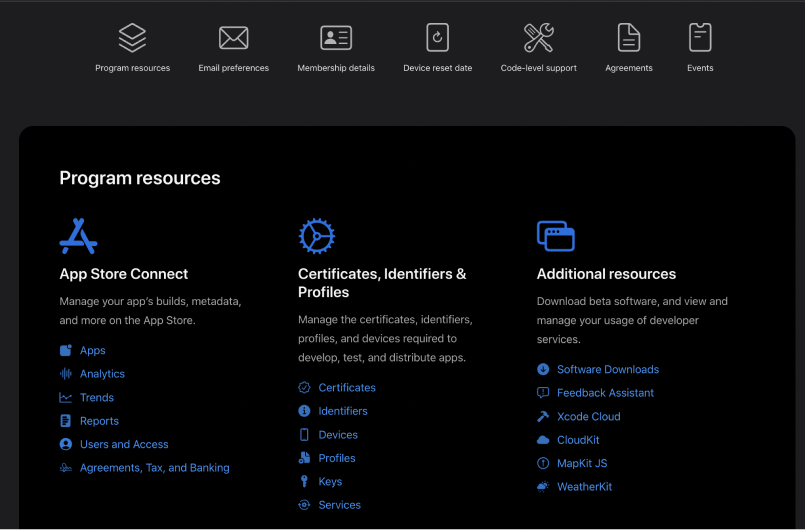 Program resources
Email preferences
Membership details
Device reset date
Code-level support
Agreements
Events
Program resources
App Store Connect
Manage your app's builds, metadata,
and more on the App Store.
Apps
Analytics
Trends
Reports
Users and Access
Agreements, Tax, and Banking
Certificates, Identifiers &
Profiles
Manage the certificates, identifiers,
profiles, and devices required to
develop, test, and distribute apps.
Certificates
Identifiers
Devices
Profiles
Keys
Services
Additional resources
Download beta software, and view and
manage your usage of developer
services.
Software Downloads
Feedback Assistant
Xcode Cloud
CloudKit
MapKit JS
WeatherKit